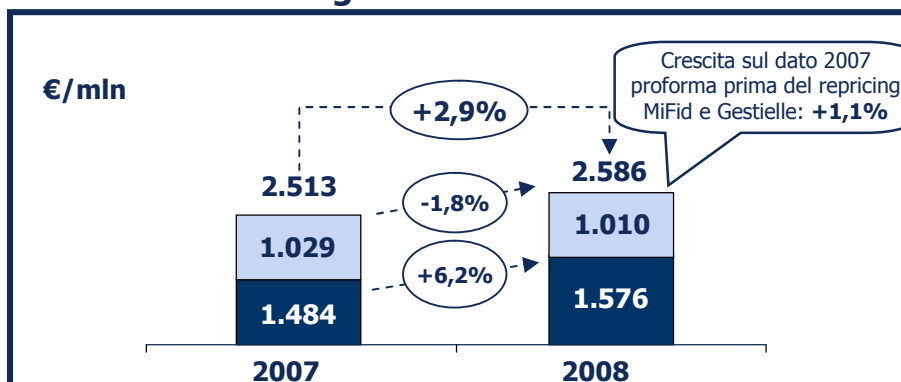 €/mln
Crescita sul dato 2007
proforma prima del repricing
MiFid e Gestielle: +1,1%
+2,9%
2.513
2.586
-1,8%
1.029
1.010
+6,2%
1.484
1.576
2007
2008